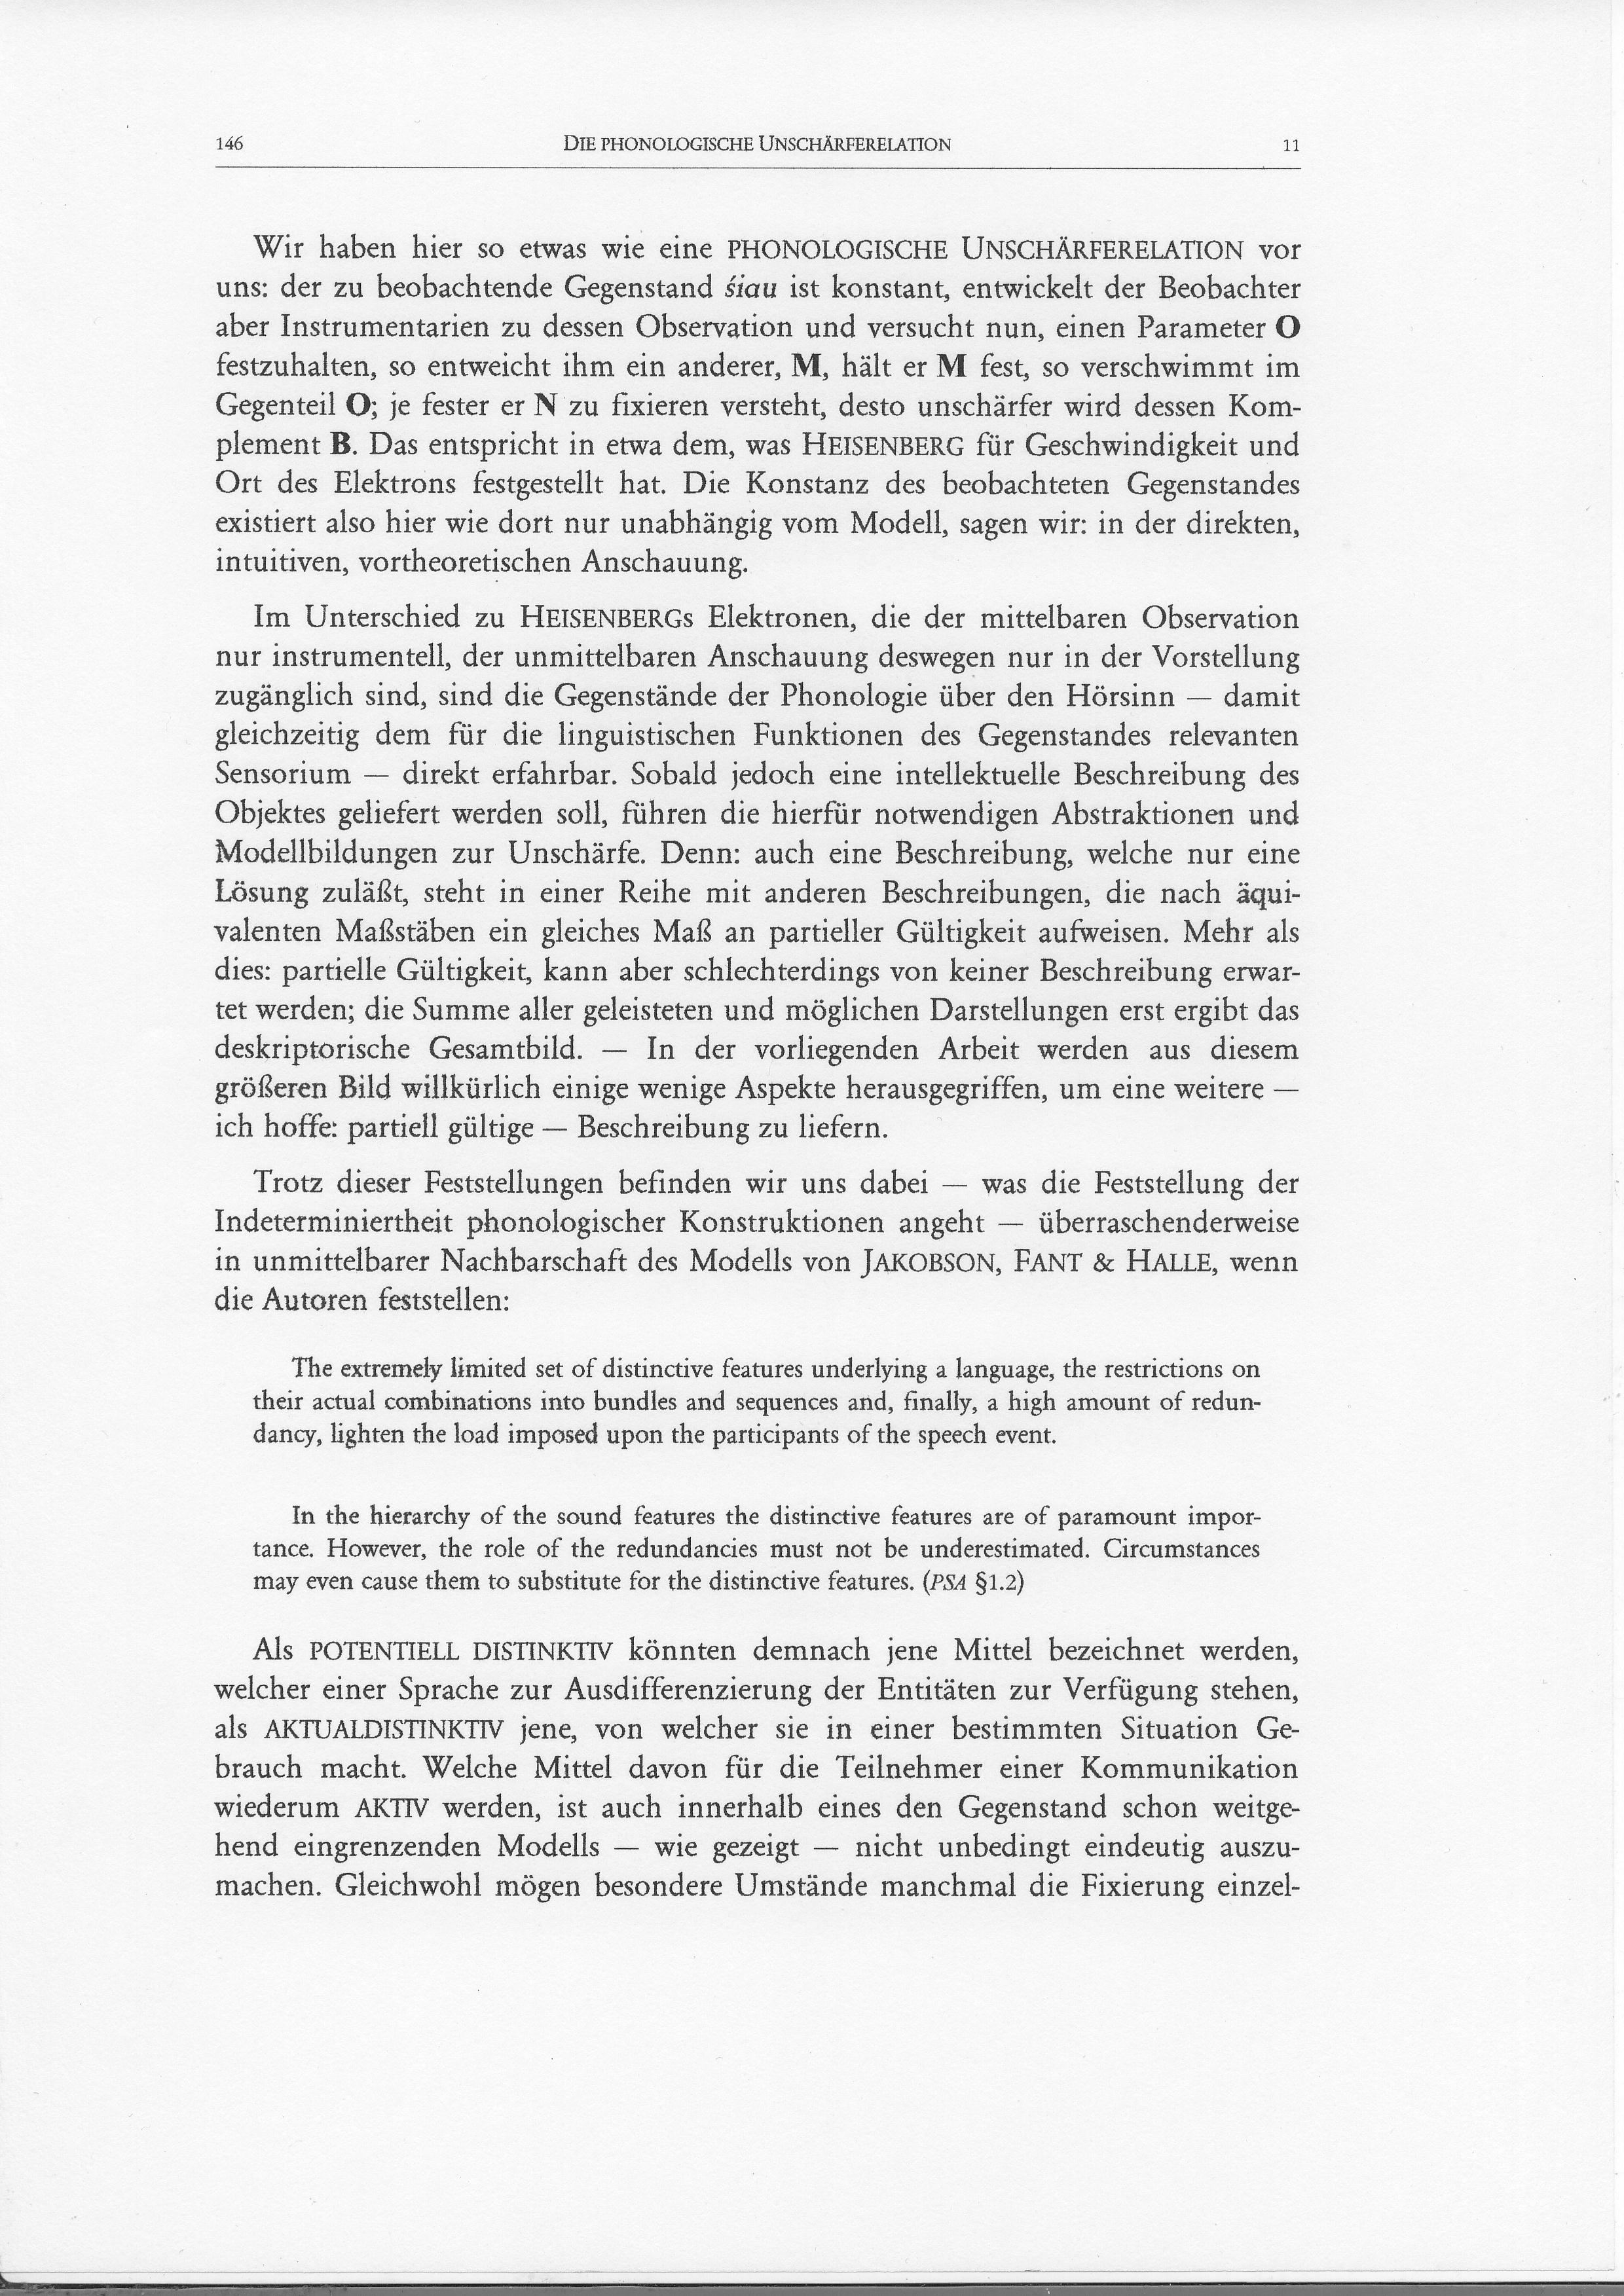 146 DIE PHONOLOGISCHE UNSCHÄRFERELATION 11
Wir haben hier so etwas wie eine PHONOLOGISCHE UNSCHÄRFERELATION vor
uns: der zu beobachtende Gegenstand śiau ist konstant, entwickelt der Beobachter
aber Instrumentarien zu dessen Observation und versucht nun, einen Parameter O
festzuhalten, so entweicht ihm ein anderer, M, hält er M fest, so verschwimmt im
Gegenteil O; je fester er N zu fixieren versteht, desto unschärfer wird dessen Kom-
plement B. Das entspricht in etwa dem, was HEISENBERG für Geschwindigkeit und
Ort des Elektrons festgestellt hat. Die Konstanz des beobachteten Gegenstandes
existiert also hier wie dort nur unabhängig vom Modell, sagen wir: in der direkten,
intuitiven, vortheoretischen Anschauung.
Im Unterschied zu HEISENBERGs Elektronen, die der mittelbaren Observation
nur instrumentell, der unmittelbaren Anschauung deswegen nur in der Vorstellung
zugänglich sind, sind die Gegenstände der Phonologie über den Hörsinn — damit
gleichzeitig dem für die linguistischen Funktionen des Gegenstandes relevanten
Sensorium — direkt erfahrbar. Sobald jedoch eine intellektuelle Beschreibung des
Objektes geliefert werden soll, führen die hierfür notwendigen Abstraktionen und
Modellbildungen zur Unschärfe. Denn: auch eine Beschreibung, welche nur eine
Lösung zuläßt, steht in einer Reihe mit anderen Beschreibungen, die nach äqui-
valenten Maßstäben ein gleiches Maß an partieller Gültigkeit aufweisen. Mehr als
dies: partielle Gültigkeit, kann aber schlechterdings von keiner Beschreibung erwar-
tet werden; die Summe aller geleisteten und möglichen Darstellungen erst ergibt das
deskriptorische Gesamtbild. — In der vorliegenden Arbeit werden aus diesem
größeren Bild willkürlich einige wenige Aspekte herausgegriffen, um eine weitere —
ich hoffe: partiell gültige — Beschreibung zu liefern.
Trotz dieser Feststellungen befinden wir uns dabei — was die Feststellung der
Indeterminiertheit phonologischer Konstruktionen angeht — überraschenderweise
in unmittelbarer Nachbarschaft des Modells von JAKOBSON, FANT & HALLE, wenn
die Autoren feststellen:
The extremely limited set of distinctive features underlying a language, the restrictions on
their actual combinations into bundles and sequences and, finally, a high amount of redun-
dancy, lighten the load imposed upon the participants of the speech event.
In the hierarchy of the sound features the distinctive features are of paramount impor-
tance. However, the role of the redundancies must not be underestimated. Circumstances
may even cause them to substitute for the distinctive features. (PSA §1.2)
Als POTENTIELL DISTINKTIV könnten demnach jene Mittel bezeichnet werden,
welcher einer Sprache zur Ausdifferenzierung der Entitäten zur Verfügung stehen,
als AKTUALDISTINKTIV jene, von welcher sie in einer bestimmten Situation Ge-
brauch macht. Welche Mittel davon für die Teilnehmer einer Kommunikation
wiederum AKTIV werden, ist auch innerhalb eines den Gegenstand schon weitge-
hend eingrenzenden Modells — wie gezeigt — nicht unbedingt eindeutig auszu-
machen. Gleichwohl mögen besondere Umstände manchmal die Fixierung einzel-